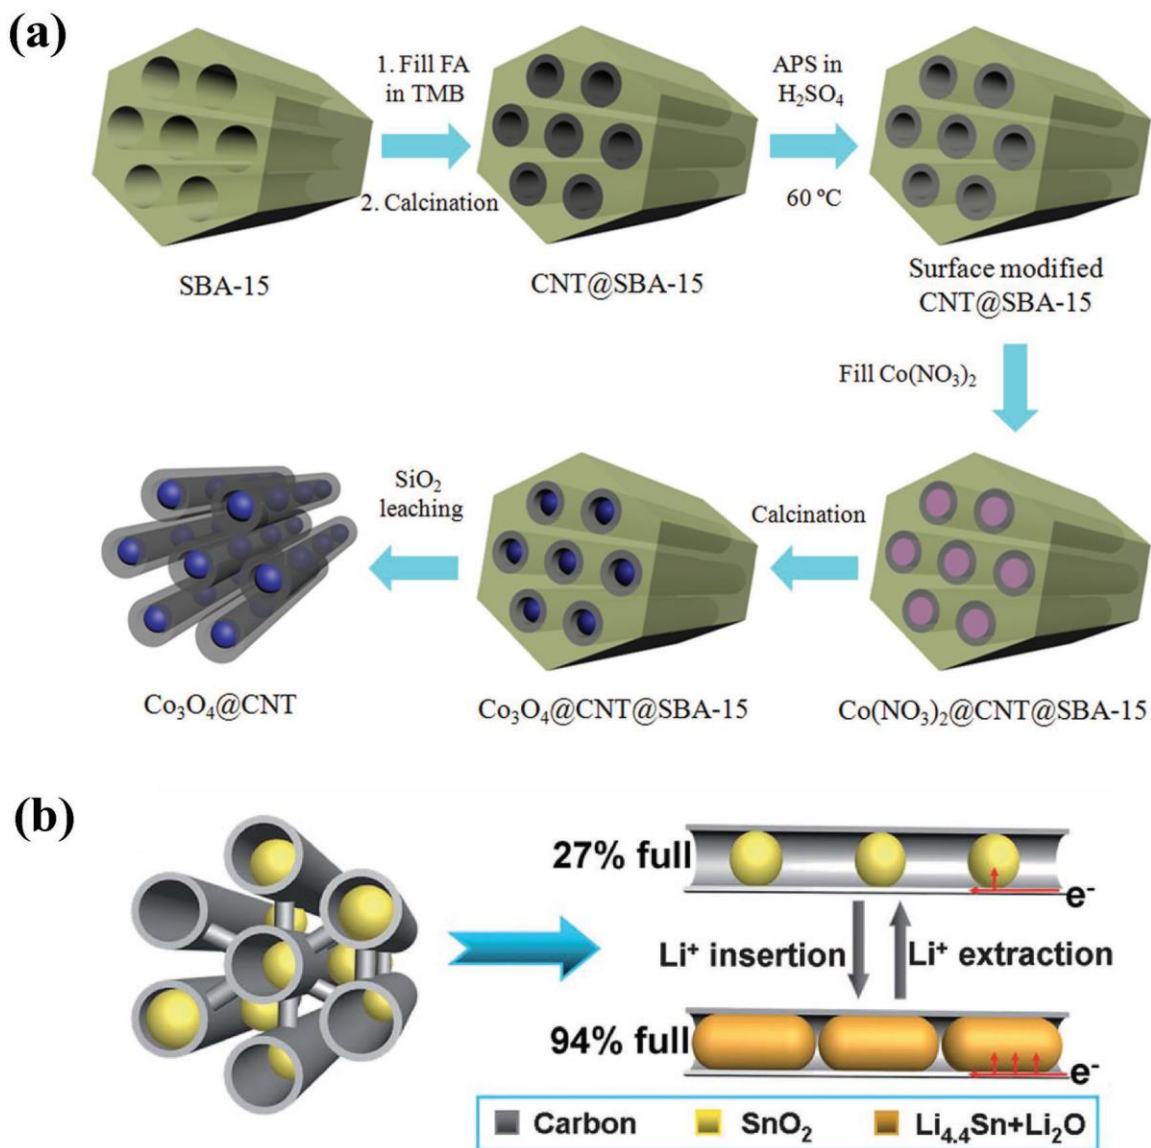 (a)
1. Fill FA
in TMB
2. Calcination
APS in
H₂SO₄
60 ºC
SBA-15
CNT@SBA-15
Surface modified
CNT@SBA-15
Fill Co(NO₃)₂
SiO₂
leaching
Calcination
Co₃O₄@CNT
Co₃O₄@CNT@SBA-15
Co(NO₃)₂@CNT@SBA-15
(b)
27% full
e⁻
Li⁺ insertion
Li⁺ extraction
94% full
e⁻
Carbon
SnO₂
Li₄.₄Sn+Li₂O